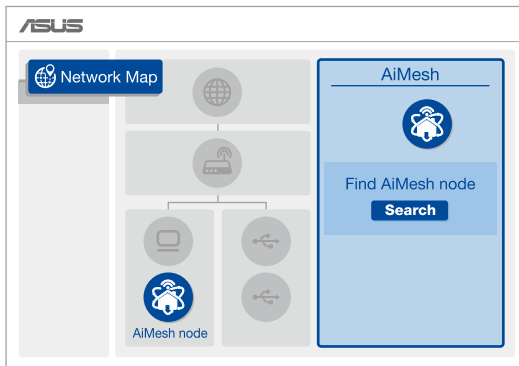 ASUS
Network Map
AiMesh
Find AiMesh node
Search
AiMesh node